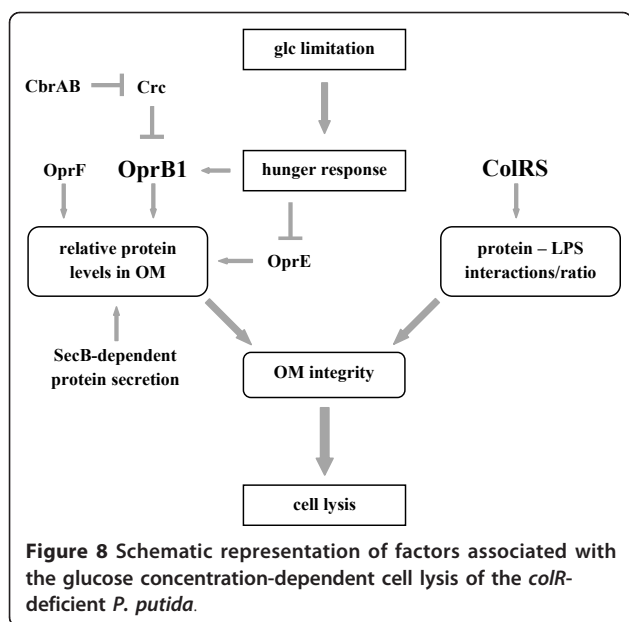 glc limitation
CbrAB
Crc
OprF
OprB1
hunger response
ColRS
relative protein
levels in OM
OprE
protein – LPS
interactions/ratio
SecB-dependent
protein secretion
OM integrity
cell lysis
Figure 8 Schematic representation of factors associated with
the glucose concentration-dependent cell lysis of the colR-
deficient P. putida.